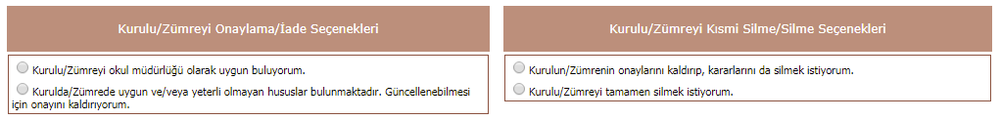 Kurulu/Zümreyi Onaylama/İade Seçenekleri
Kurulu/Zümreyi okul müdürlüğü olarak uygun buluyorum.
Kurulda/Zümrede uygun ve/veya yeterli olmayan hususlar bulunmaktadır. Güncellenebilmesi
için onayını kaldırıyorum.
Kurulu/Zümreyi Kısmi Silme/Silme Seçenekleri
Kurulun/Zümrenin onaylarını kaldırıp, kararlarını da silmek istiyorum.
Kurulu/Zümreyi tamamen silmek istiyorum.